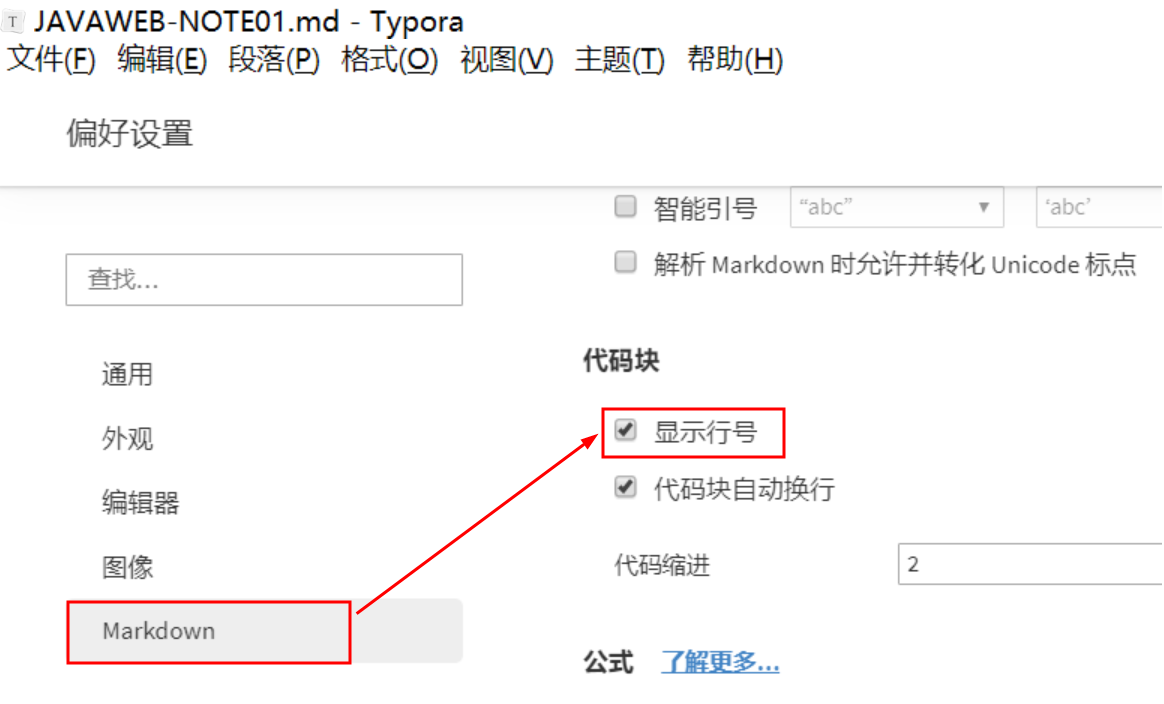 T JAVAWEB-NOTE01.md - Typora
文件(F) 编辑(E) 段落(P) 格式(O) 视图(V) 主题(T) 帮助(H)
偏好设置
查找...
通用
外观
编辑器
图像
Markdown
智能引号 “abc” ▼ ‘abc’
解析 Markdown 时允许并转化 Unicode 标点
代码块
显示行号
代码块自动换行
代码缩进 2
公式 了解更多...